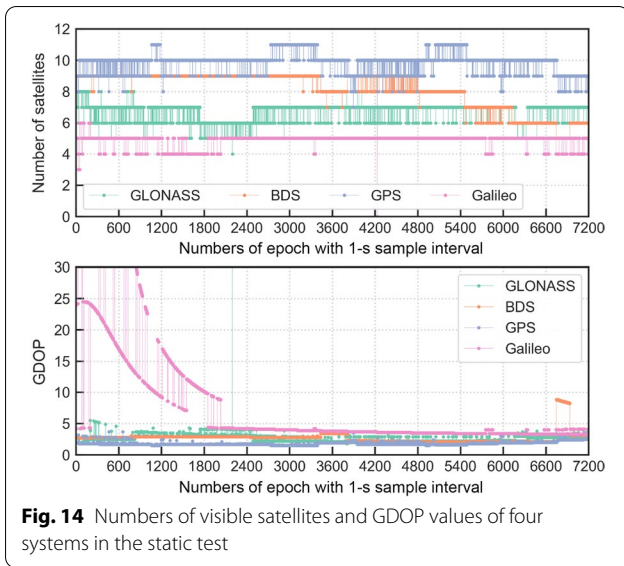 12
10
8
6
4
2
0
Number of satellites
GLONASS BDS GPS Galileo
0 600 1200 1800 2400 3000 3600 4200 4800 5400 6000 6600 7200
Numbers of epoch with 1-s sample interval
30
25
20
15
10
5
0
GDOP
GLONASS
BDS
GPS
Galileo
0 600 1200 1800 2400 3000 3600 4200 4800 5400 6000 6600 7200
Numbers of epoch with 1-s sample interval
Fig. 14 Numbers of visible satellites and GDOP values of four
systems in the static test